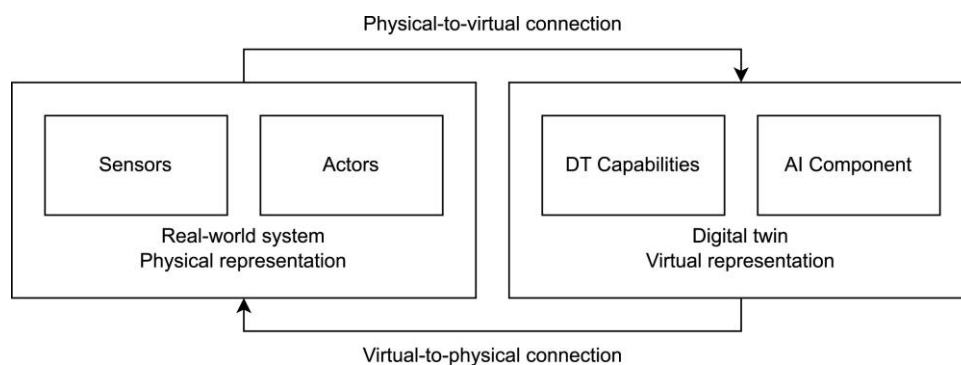 Physical-to-virtual connection
Sensors
Actors
Real-world system
Physical representation
DT Capabilities
AI Component
Digital twin
Virtual representation
Virtual-to-physical connection